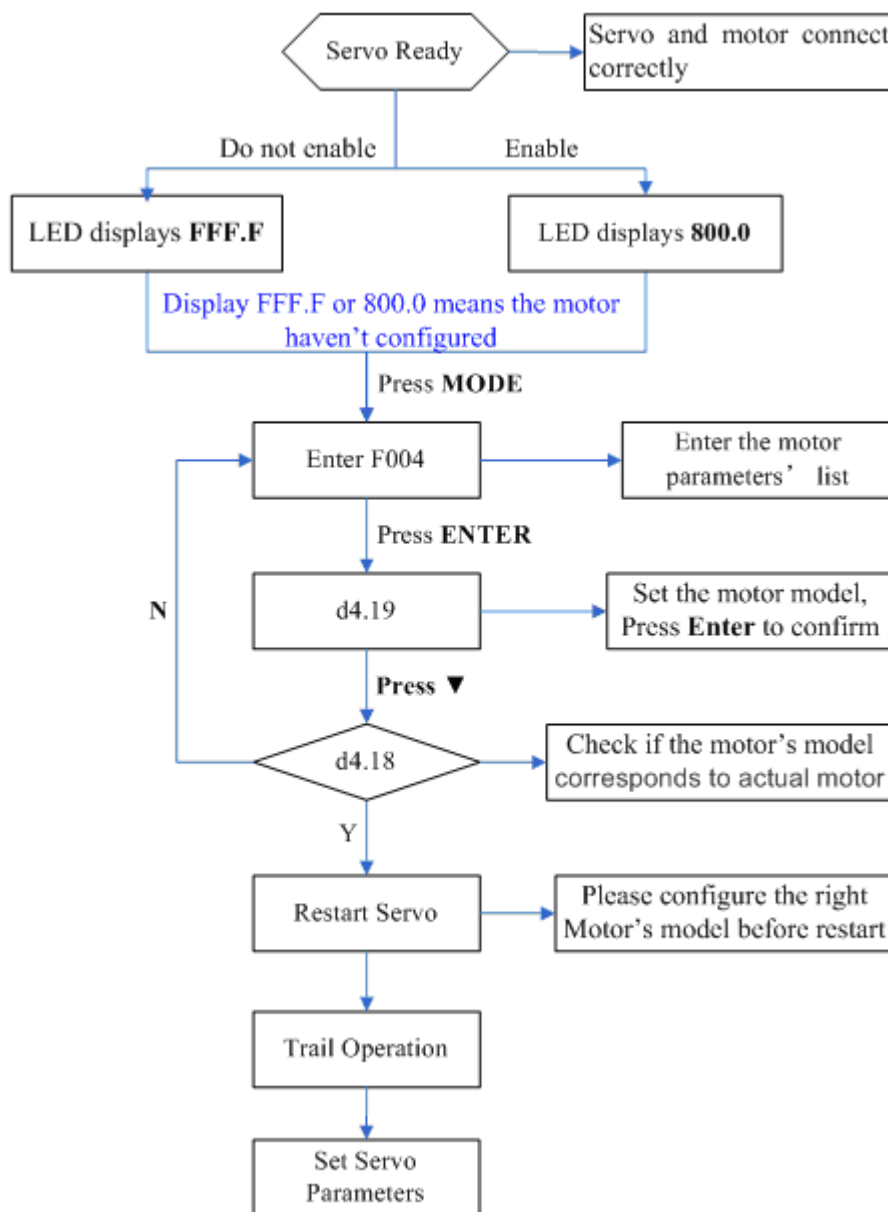 Servo Ready
Servo and motor connect
correctly
Do not enable
Enable
LED displays FFF.F
LED displays 800.0
Display FFF.F or 800.0 means the motor
haven't configured
Press MODE
Enter F004
Enter the motor
parameters' list
Press ENTER
N
d4.19
Set the motor model,
Press Enter to confirm
Press ▼
d4.18
Check if the motor's model
corresponds to actual motor
Y
Restart Servo
Please configure the right
Motor's model before restart
Trail Operation
Set Servo
Parameters